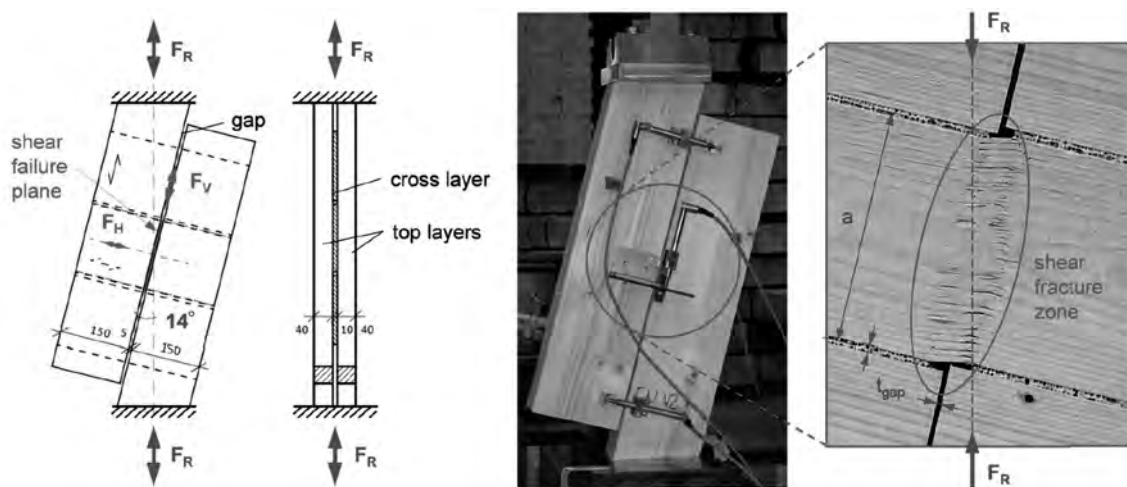 F_R
F_R
gap
shear
failure
plane
F_V
F_H
14°
150 5
150
F_R
F_R
cross layer
top layers
40
10
40
F_R
a
shear
fracture
zone
t_gap
F_R